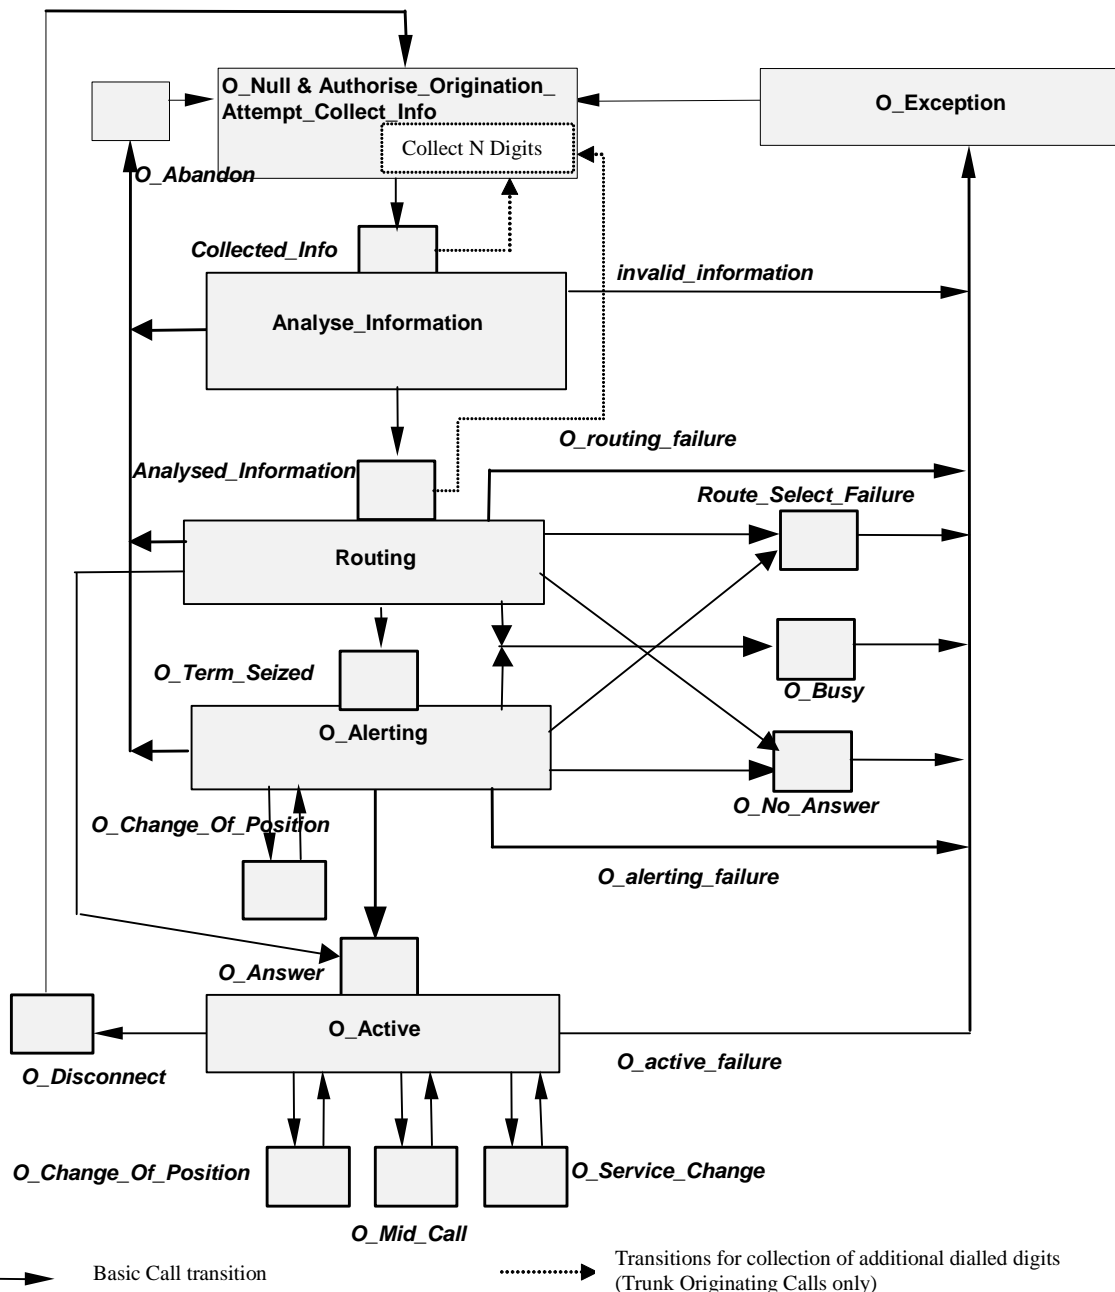 O_Null & Authorise_Origination_
Attempt_Collect_Info
O_Exception
Collect N Digits
O_Abandon
Collected_Info
invalid_information
Analyse_Information
O_routing_failure
Analysed_Information
Route_Select_Failure
Routing
O_Term_Seized
O_Busy
O_Alerting
O_No_Answer
O_Change_Of_Position
O_alerting_failure
O_Answer
O_Active
O_active_failure
O_Disconnect
O_Change_Of_Position
O_Service_Change
O_Mid_Call
Basic Call transition
Transitions for collection of additional dialled digits
(Trunk Originating Calls only)